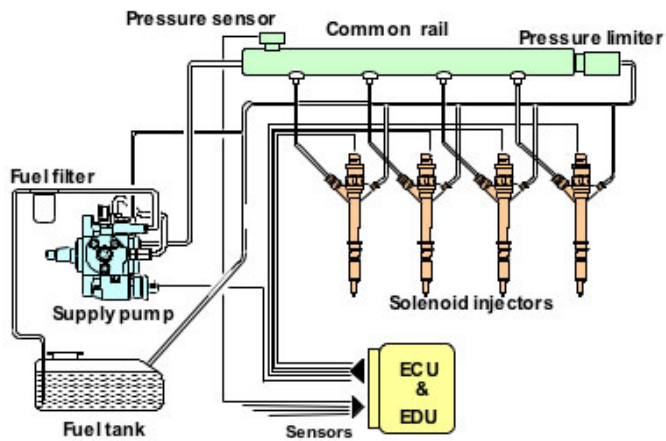 Pressure sensor
Common rail
Pressure limiter
Fuel filter
Supply pump
Solenoid injectors
ECU
&
EDU
Fuel tank
Sensors